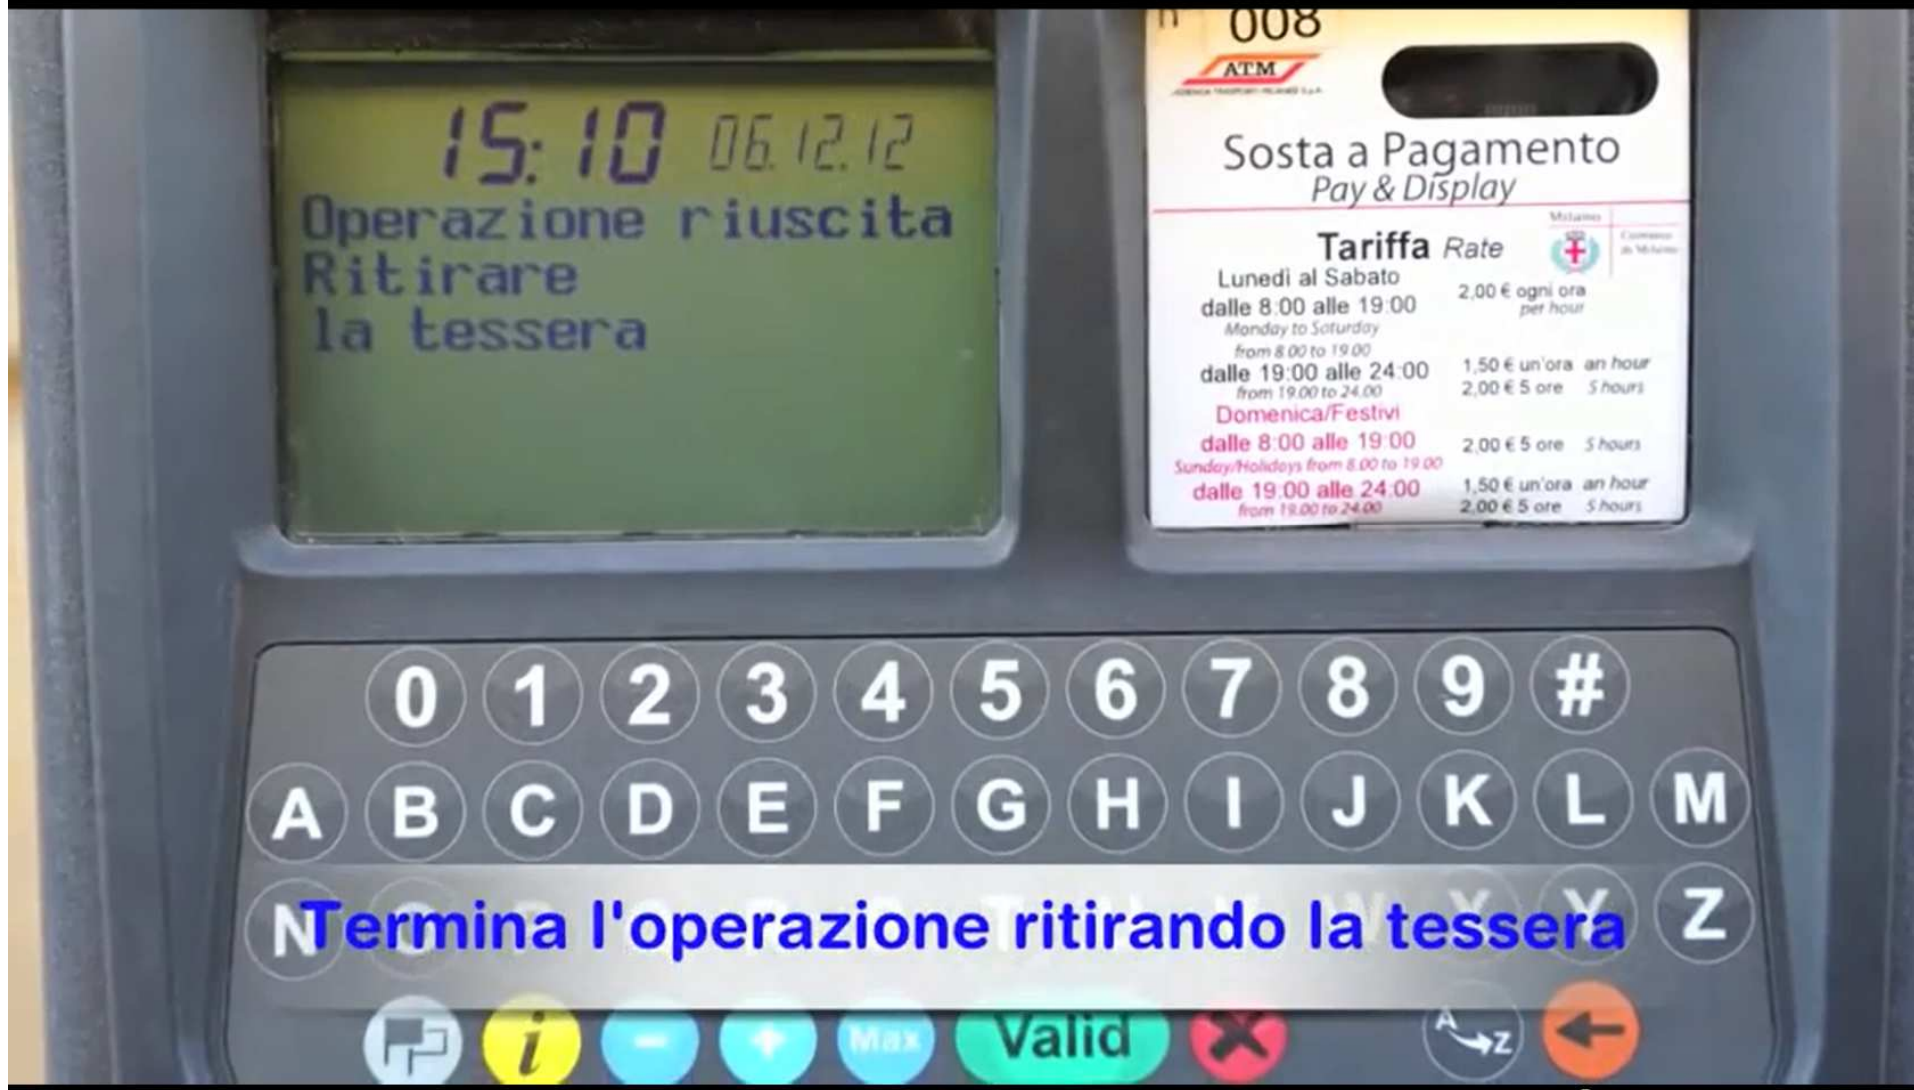 15:10 06.12.12
Operazione riuscita
Ritirare
la tessera
n 008
ATM
Sosta a Pagamento
Pay & Display
Milano
Comune
di Milano
Tariffa Rate
Lunedì al Sabato
dalle 8:00 alle 19:00 2,00 € ogni ora
per hour
Monday to Saturday
from 8.00 to 19.00
dalle 19:00 alle 24:00 1,50 € un'ora an hour
from 19.00 to 24.00 2,00 € 5 ore 5 hours
Domenica/Festivi
dalle 8:00 alle 19:00 2,00 € 5 ore 5 hours
Sunday/Holidays from 8.00 to 19.00
dalle 19:00 alle 24:00 1,50 € un'ora an hour
from 19.00 to 24.00 2,00 € 5 ore 5 hours
0 1 2 3 4 5 6 7 8 9 #
A B C D E F G H I J K L M
N Z
Termina l'operazione ritirando la tessera
i - + Max Valid A Z